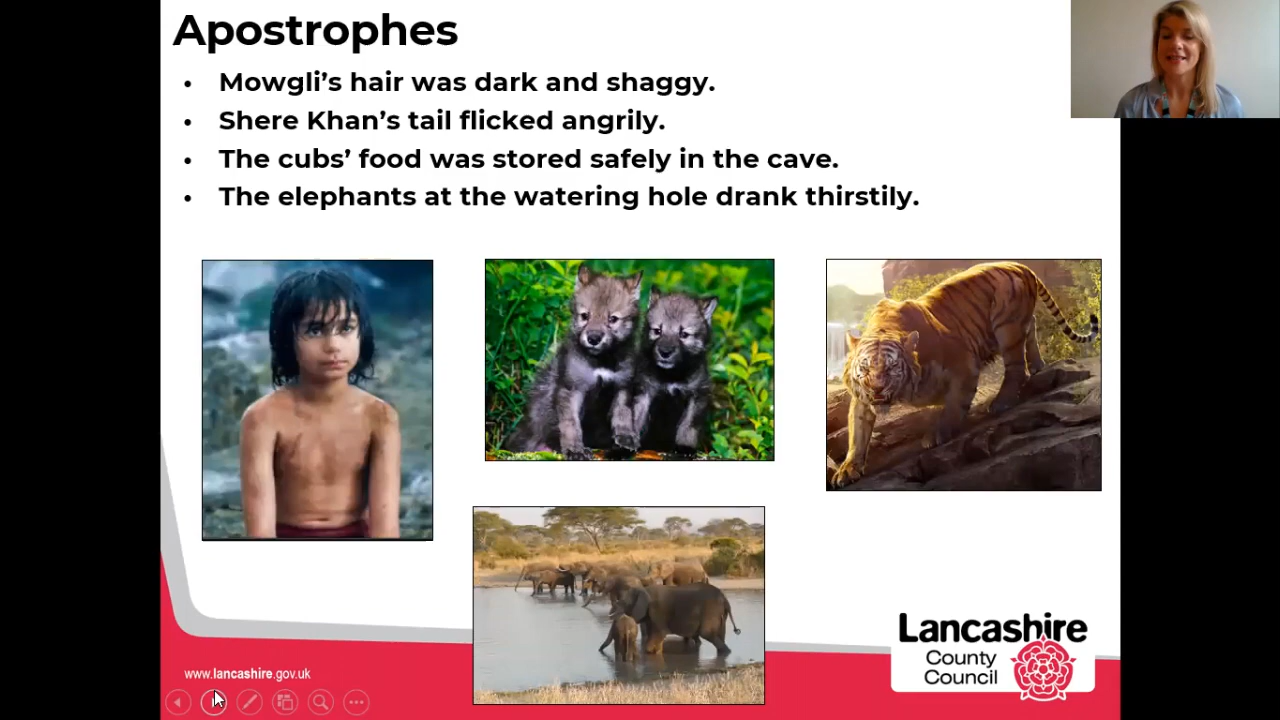 Apostrophes
• Mowgli’s hair was dark and shaggy.
• Shere Khan’s tail flicked angrily.
• The cubs’ food was stored safely in the cave.
• The elephants at the watering hole drank thirstily.
www.lancashire.gov.uk
Lancashire
County
Council